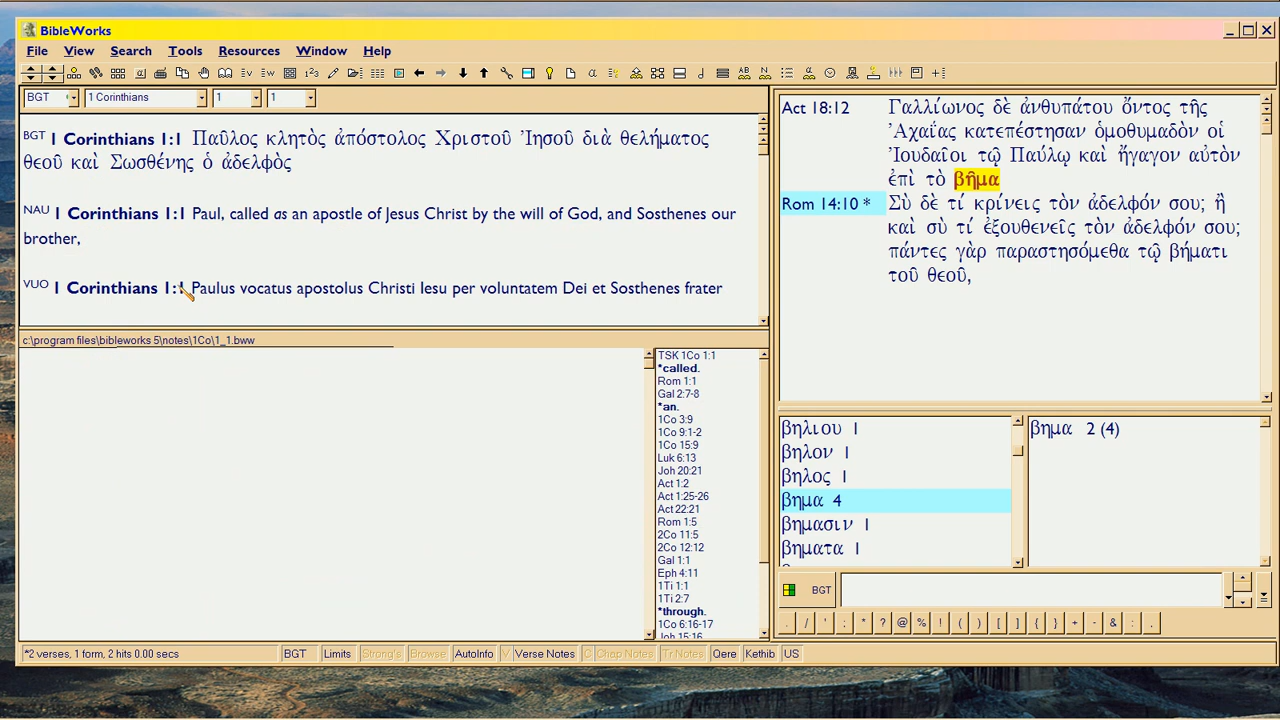 BibleWorks
File View Search Tools Resources Window Help
BGT 1 Corinthians 1 1
BGT 1 Corinthians 1:1 Παῦλος κλητὸς ἀπόστολος Χριστοῦ Ἰησοῦ διὰ θελήματος
θεοῦ καὶ Σωσθένης ὁ ἀδελφὸς
NAU 1 Corinthians 1:1 Paul, called as an apostle of Jesus Christ by the will of God, and Sosthenes our
brother,
VUO 1 Corinthians 1:1 Paulus vocatus apostolus Christi Iesu per voluntatem Dei et Sosthenes frater
c:\program files\bibleworks 5\notes\1Co\1_1.bww
TSK 1Co 1:1
*called.
Rom 1:1
Gal 2:7-8
*an.
1Co 3:9
1Co 9:1-2
1Co 15:9
Luk 6:13
Joh 20:21
Act 1:2
Act 1:25-26
Act 22:21
Rom 1:5
2Co 11:5
2Co 12:12
Gal 1:1
Eph 4:11
1Ti 1:1
1Ti 2:7
*through.
1Co 6:16-17
Joh 15:16
Act 18:12 Γαλλίωνος δὲ ἀνθυπάτου ὄντος τῆς
Ἀχαΐας κατεπέστησαν ὁμοθυμαδὸν οἱ
Ἰουδαῖοι τῷ Παύλῳ καὶ ἤγαγον αὐτὸν
ἐπὶ τὸ βῆμα
Rom 14:10 * Σὺ δὲ τί κρίνεις τὸν ἀδελφόν σου; ἢ
καὶ σὺ τί ἐξουθενεῖς τὸν ἀδελφόν σου;
πάντες γὰρ παραστησόμεθα τῷ βήματι
τοῦ θεοῦ,
βηλιου 1
βηλον 1
βηλος 1
βημα 4
βημασιν 1
βηματα 1
βημα 2 (4)
BGT
. / ' ; * ? @ % ! ( ) [ ] { } + - & : ,
*2 verses, 1 form, 2 hits 0.00 secs BGT Limits Strong's Browse AutoInfo V Verse Notes C Chap Notes Tr Notes Qere Kethib US